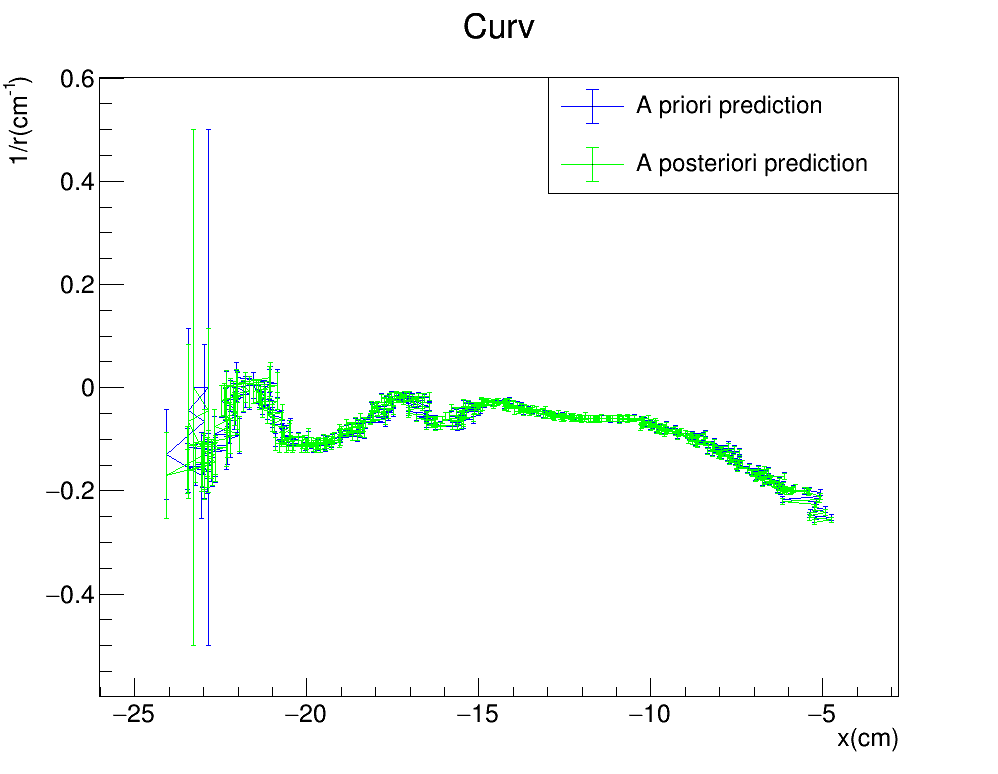 Curv
1/r(cm⁻¹)
0.6
0.4
0.2
0
−0.2
−0.4
A priori prediction
A posteriori prediction
−25 −20 −15 −10 −5
x(cm)